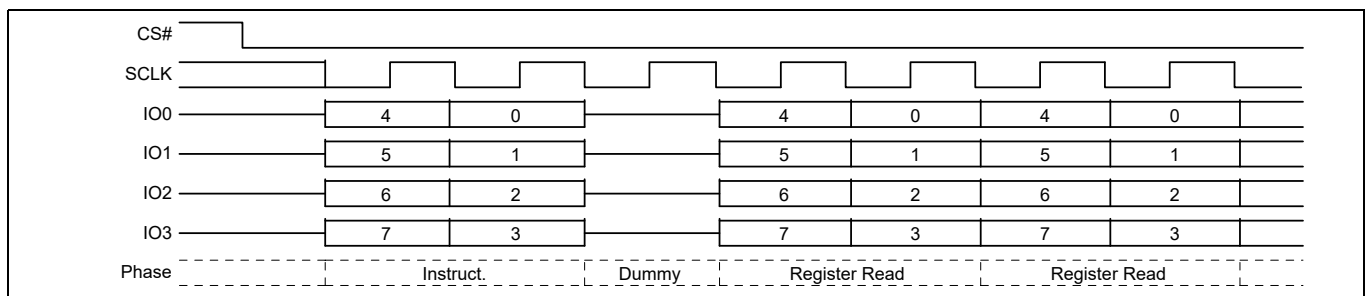 CS#
SCLK
IO0 4 0 4 0 4 0
IO1 5 1 5 1 5 1
IO2 6 2 6 2 6 2
IO3 7 3 7 3 7 3
Phase Instruct. Dummy Register Read Register Read